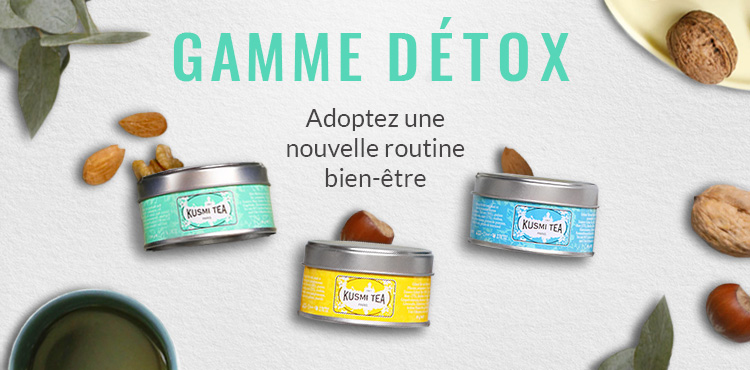 GAMME DÉTOX
Adoptez une
nouvelle routine
bien-être
KUSMI TEA
KUSMI TEA
KUSMI TEA